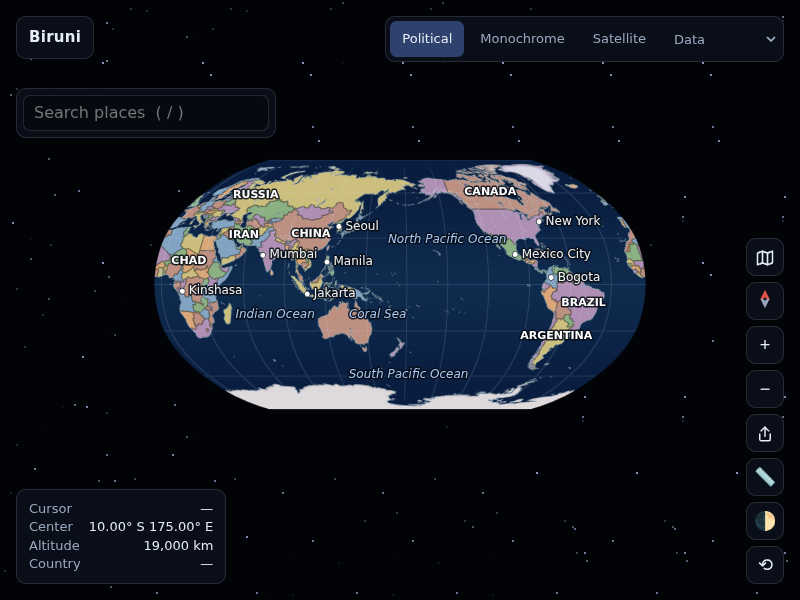 Biruni
Political Monochrome Satellite Data
Search places ( / )
RUSSIA
CANADA
Seoul
New York
IRAN
CHINA
North Pacific Ocean
Mumbai
Mexico City
CHAD
Manila
Bogota
Kinshasa
Jakarta
BRAZIL
Indian Ocean
Coral Sea
ARGENTINA
South Pacific Ocean
+
−
Cursor —
Center 10.00° S 175.00° E
Altitude 19,000 km
Country —